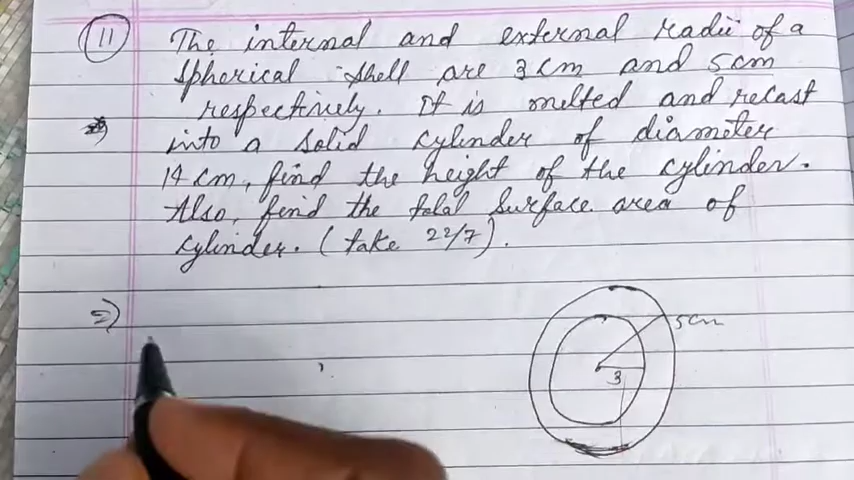 11 The internal and external radii of a
spherical shell are 3 cm and 5cm
respectively. It is melted and recast
into a solid cylinder of diameter
14 cm, find the height of the cylinder.
Also, find the total surface area of
cylinder. (take 22/7).
=)
5cm
3